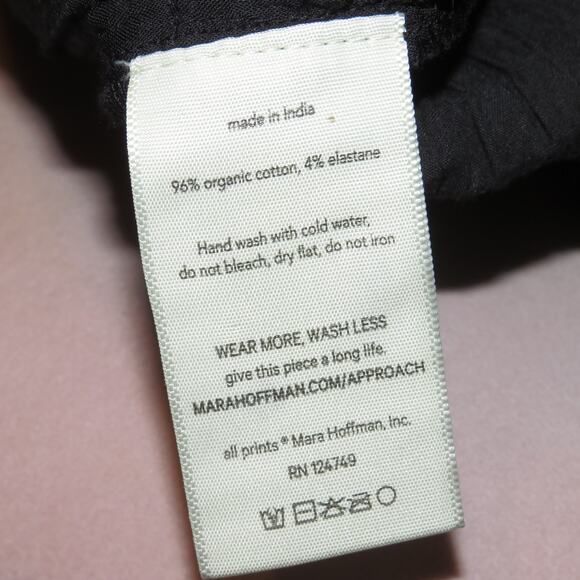 made in India
96% organic cotton, 4% elastane
Hand wash with cold water,
do not bleach, dry flat, do not iron
WEAR MORE, WASH LESS
give this piece a long life.
MARAHOFFMAN.COM/APPROACH
all prints ® Mara Hoffman, Inc.
RN 124749